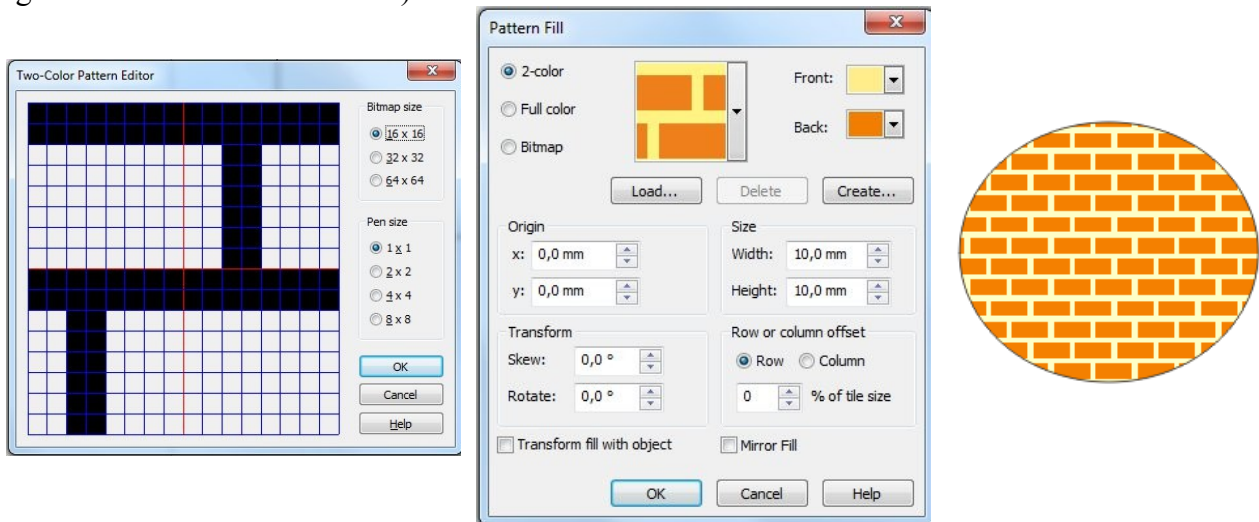 Two-Color Pattern Editor
Bitmap size
16 x 16
32 x 32
64 x 64
Pen size
1 x 1
2 x 2
4 x 4
8 x 8
OK
Cancel
Help
Pattern Fill
2-color
Full color
Bitmap
Front:
Back:
Load...
Delete
Create...
Origin
x: 0,0 mm
y: 0,0 mm
Size
Width: 10,0 mm
Height: 10,0 mm
Transform
Skew: 0,0 °
Rotate: 0,0 °
Row or column offset
Row Column
0 % of tile size
Transform fill with object
Mirror Fill
OK
Cancel
Help